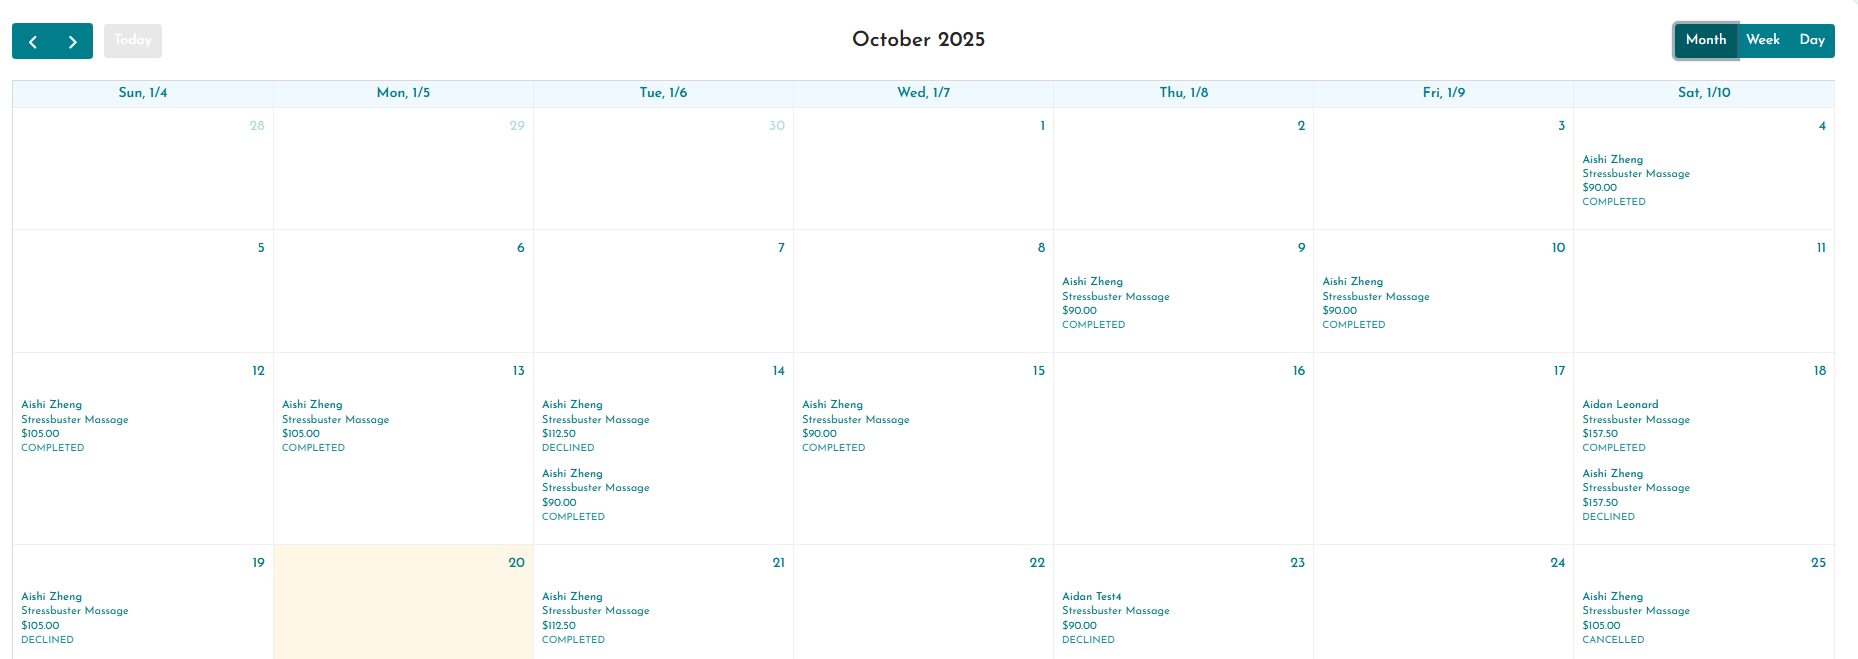 Today
October 2025
Month Week Day
Sun, 1/4 Mon, 1/5 Tue, 1/6 Wed, 1/7 Thu, 1/8 Fri, 1/9 Sat, 1/10
28 29 30 1 2 3 4
Aishi Zheng
Stressbuster Massage
$90.00
COMPLETED
5 6 7 8 9 10 11
Aishi Zheng
Stressbuster Massage
$90.00
COMPLETED
Aishi Zheng
Stressbuster Massage
$90.00
COMPLETED
12 13 14 15 16 17 18
Aishi Zheng
Stressbuster Massage
$105.00
COMPLETED
Aishi Zheng
Stressbuster Massage
$105.00
COMPLETED
Aishi Zheng
Stressbuster Massage
$112.50
DECLINED
Aishi Zheng
Stressbuster Massage
$90.00
COMPLETED
Aishi Zheng
Stressbuster Massage
$90.00
COMPLETED
Aidan Leonard
Stressbuster Massage
$157.50
COMPLETED
Aishi Zheng
Stressbuster Massage
$157.50
DECLINED
19 20 21 22 23 24 25
Aishi Zheng
Stressbuster Massage
$105.00
DECLINED
Aishi Zheng
Stressbuster Massage
$112.50
COMPLETED
Aidan Test4
Stressbuster Massage
$90.00
DECLINED
Aishi Zheng
Stressbuster Massage
$105.00
CANCELLED